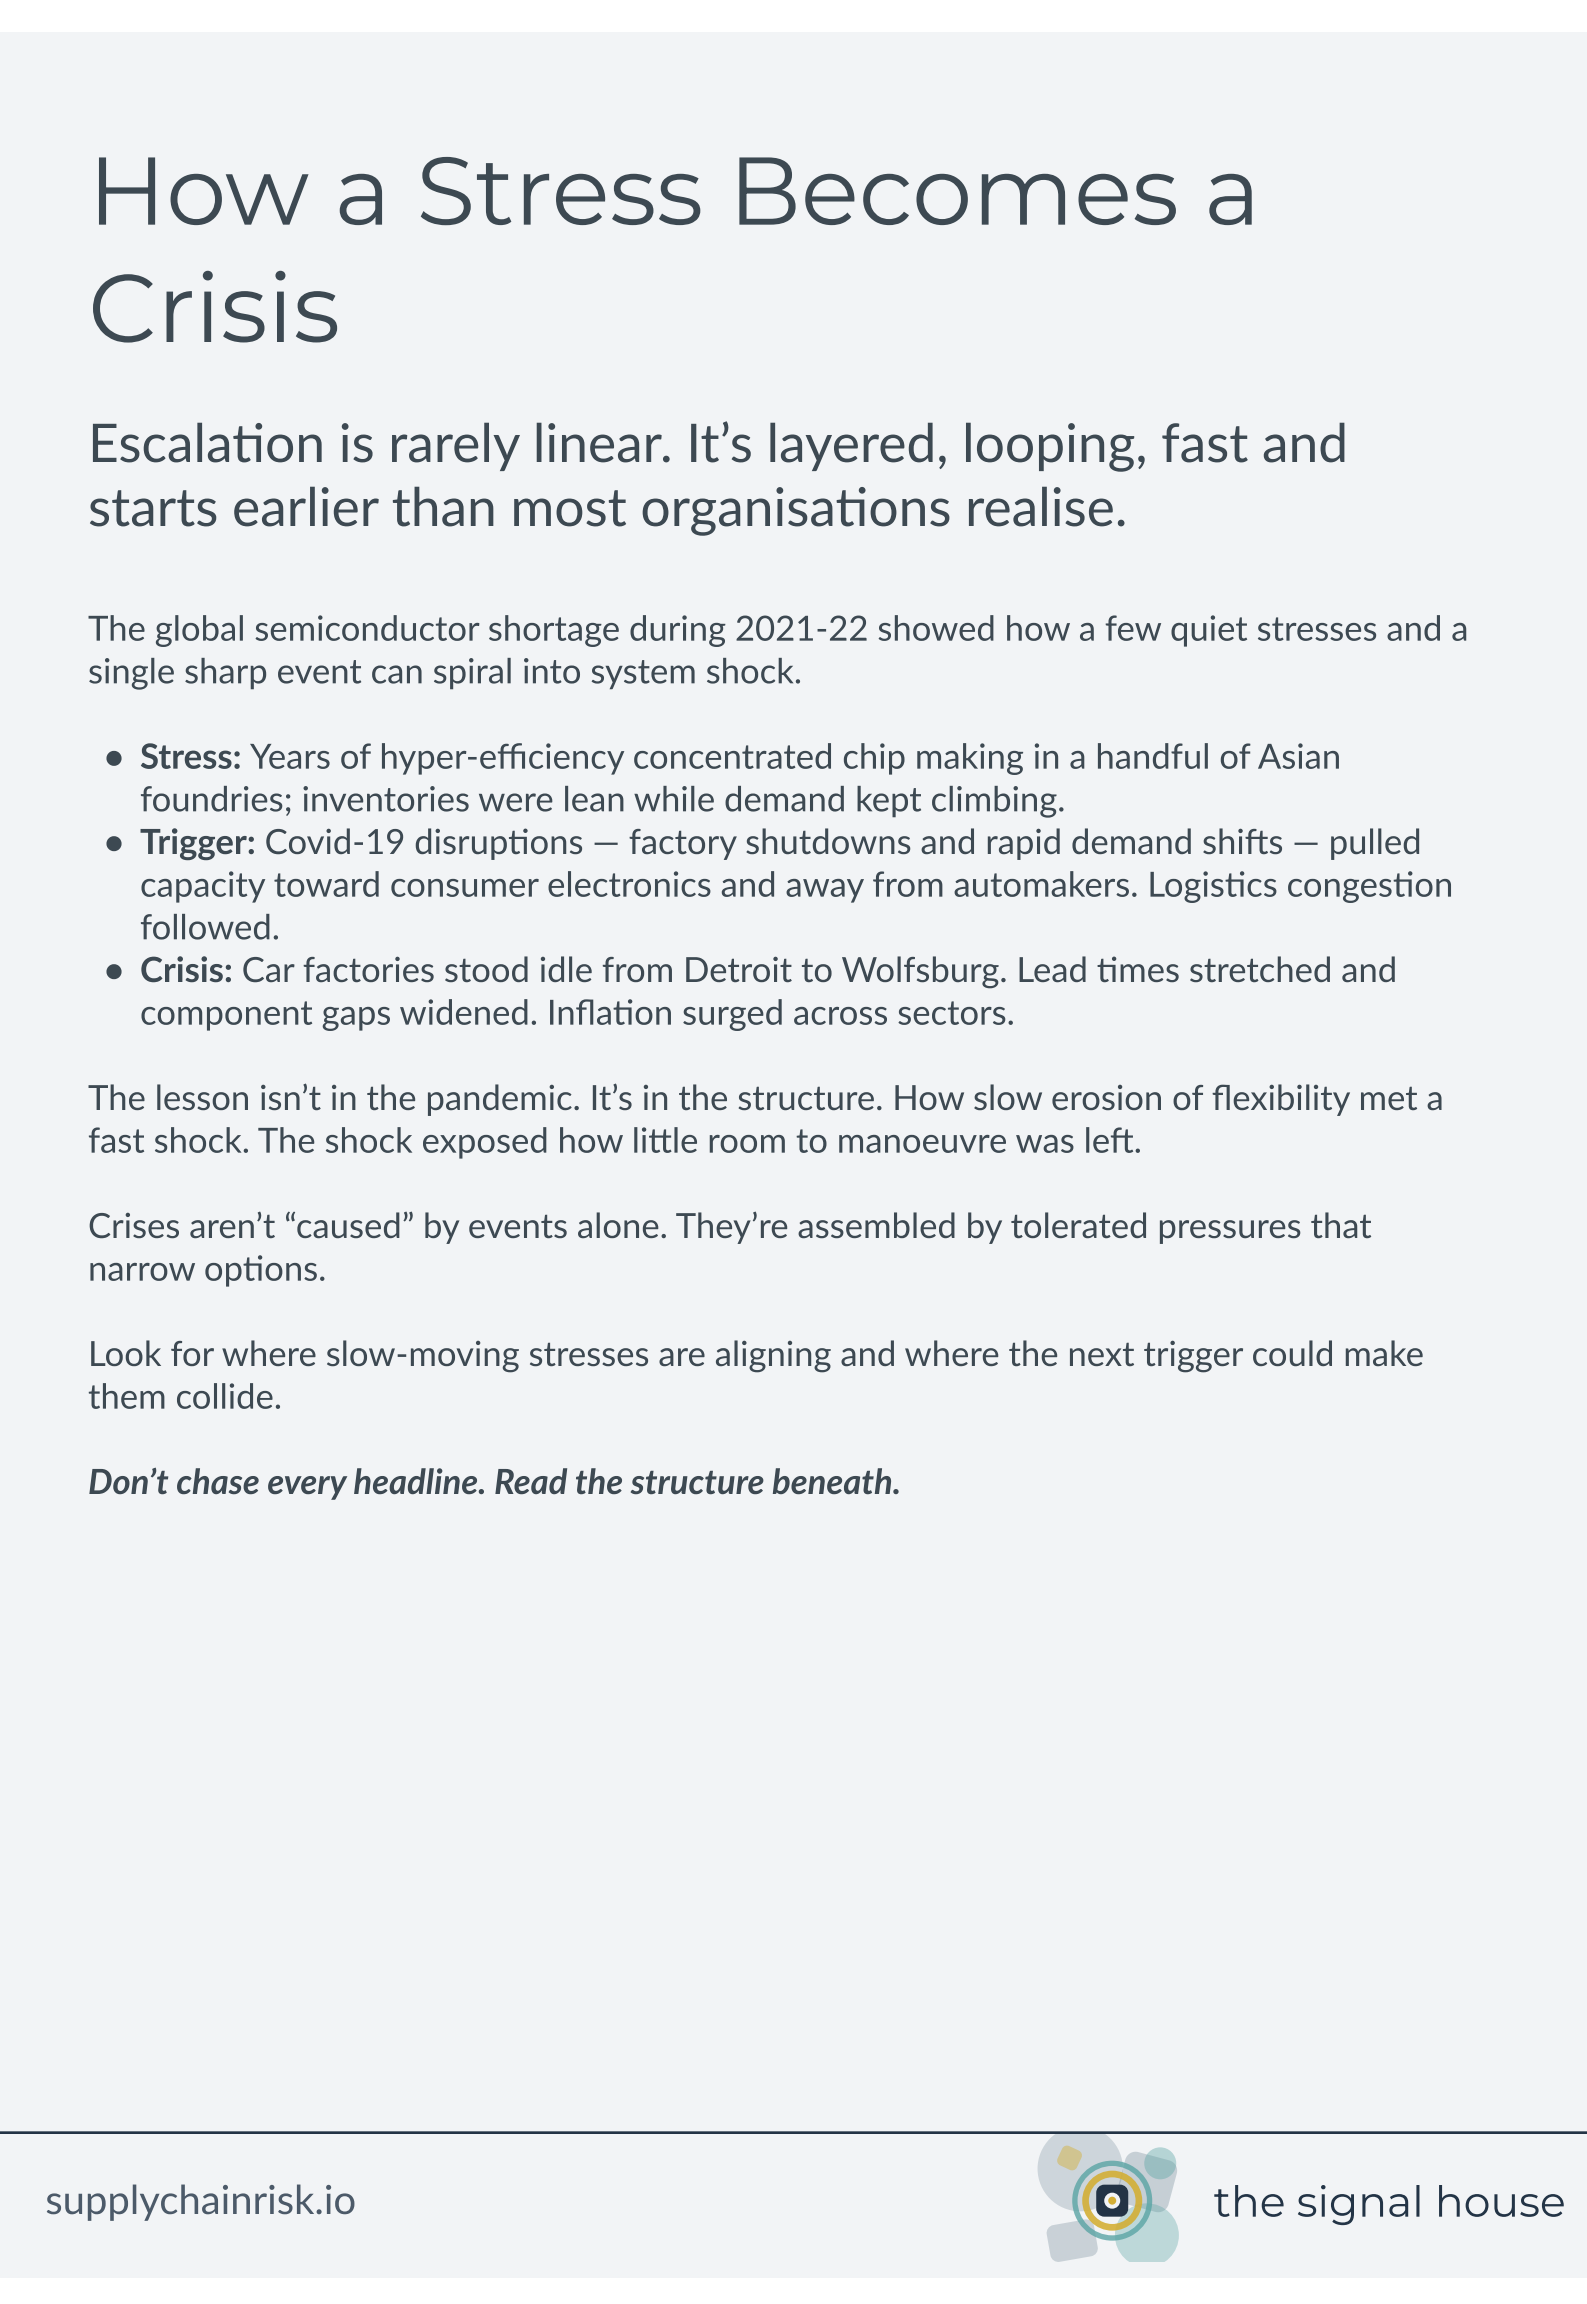 How a Stress Becomes a
Crisis
Escalation is rarely linear. It’s layered, looping, fast and
starts earlier than most organisations realise.
The global semiconductor shortage during 2021-22 showed how a few quiet stresses and a
single sharp event can spiral into system shock.
● Stress: Years of hyper-efficiency concentrated chip making in a handful of Asian
foundries; inventories were lean while demand kept climbing.
● Trigger: Covid-19 disruptions — factory shutdowns and rapid demand shifts — pulled
capacity toward consumer electronics and away from automakers. Logistics congestion
followed.
● Crisis: Car factories stood idle from Detroit to Wolfsburg. Lead times stretched and
component gaps widened. Inflation surged across sectors.
The lesson isn’t in the pandemic. It’s in the structure. How slow erosion of flexibility met a
fast shock. The shock exposed how little room to manoeuvre was left.
Crises aren’t “caused” by events alone. They’re assembled by tolerated pressures that
narrow options.
Look for where slow-moving stresses are aligning and where the next trigger could make
them collide.
Don’t chase every headline. Read the structure beneath.
supplychainrisk.io
the signal house